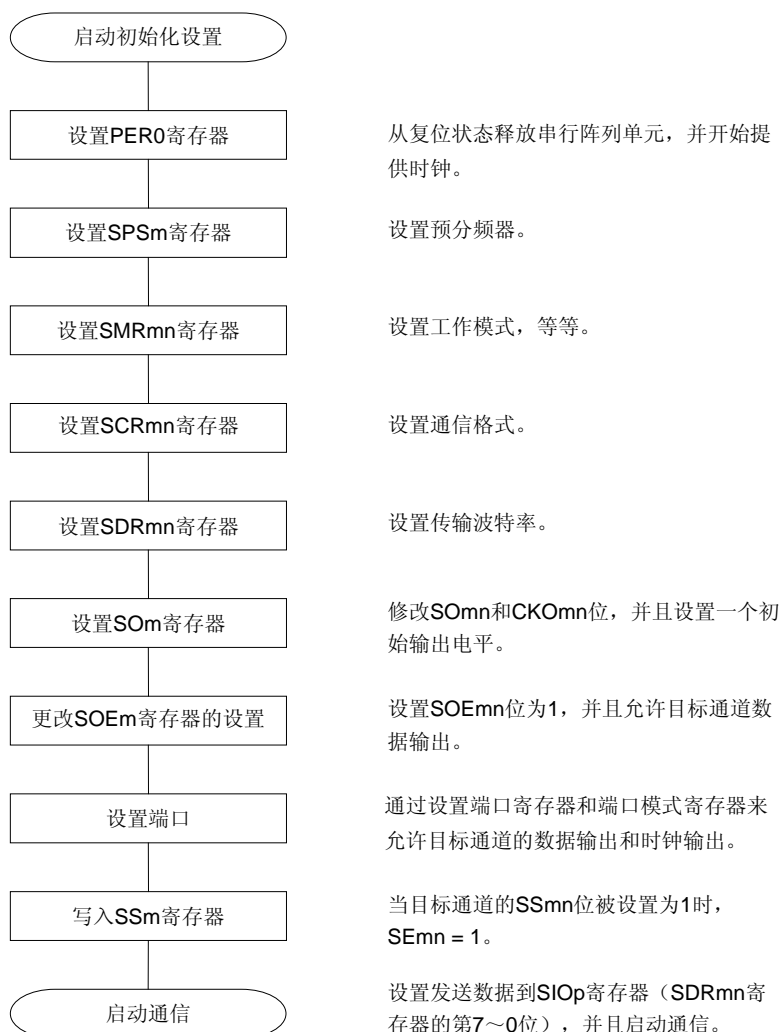 启动初始化设置
设置PER0寄存器
从复位状态释放串行阵列单元，并开始提
供时钟。
设置SPSm寄存器
设置预分频器。
设置SMRmn寄存器
设置工作模式，等等。
设置SCRmn寄存器
设置通信格式。
设置SDRmn寄存器
设置传输波特率。
设置SOm寄存器
修改SOmn和CKOmn位，并且设置一个初
始输出电平。
更改SOEm寄存器的设置
设置SOEmn位为1，并且允许目标通道数
据输出。
设置端口
通过设置端口寄存器和端口模式寄存器来
允许目标通道的数据输出和时钟输出。
写入SSm寄存器
当目标通道的SSmn位被设置为1时，
SEmn = 1。
启动通信
设置发送数据到SIOp寄存器（SDRmn寄
存器的第7～0位），并且启动通信。